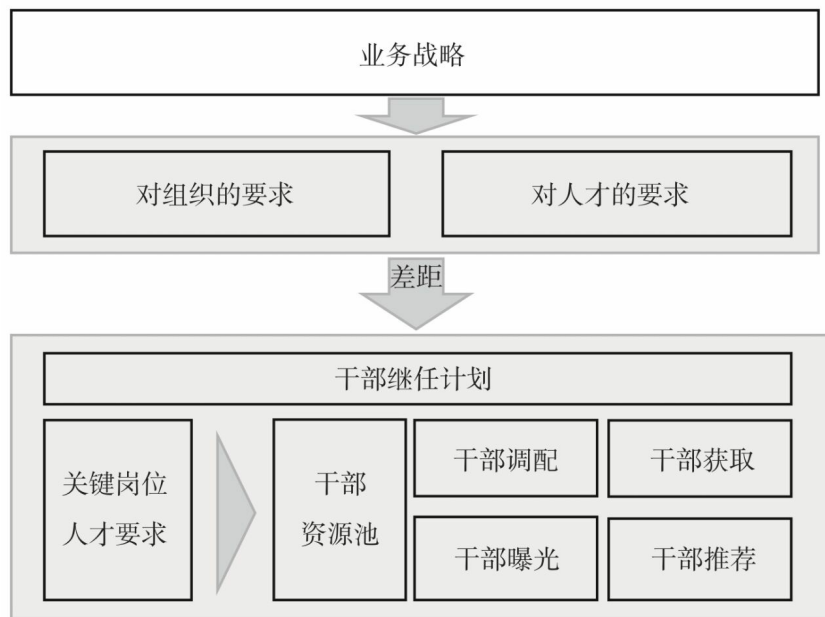 业务战略
对组织的要求
对人才的要求
差距
干部继任计划
关键岗位
人才要求
干部
资源池
干部调配
干部获取
干部曝光
干部推荐